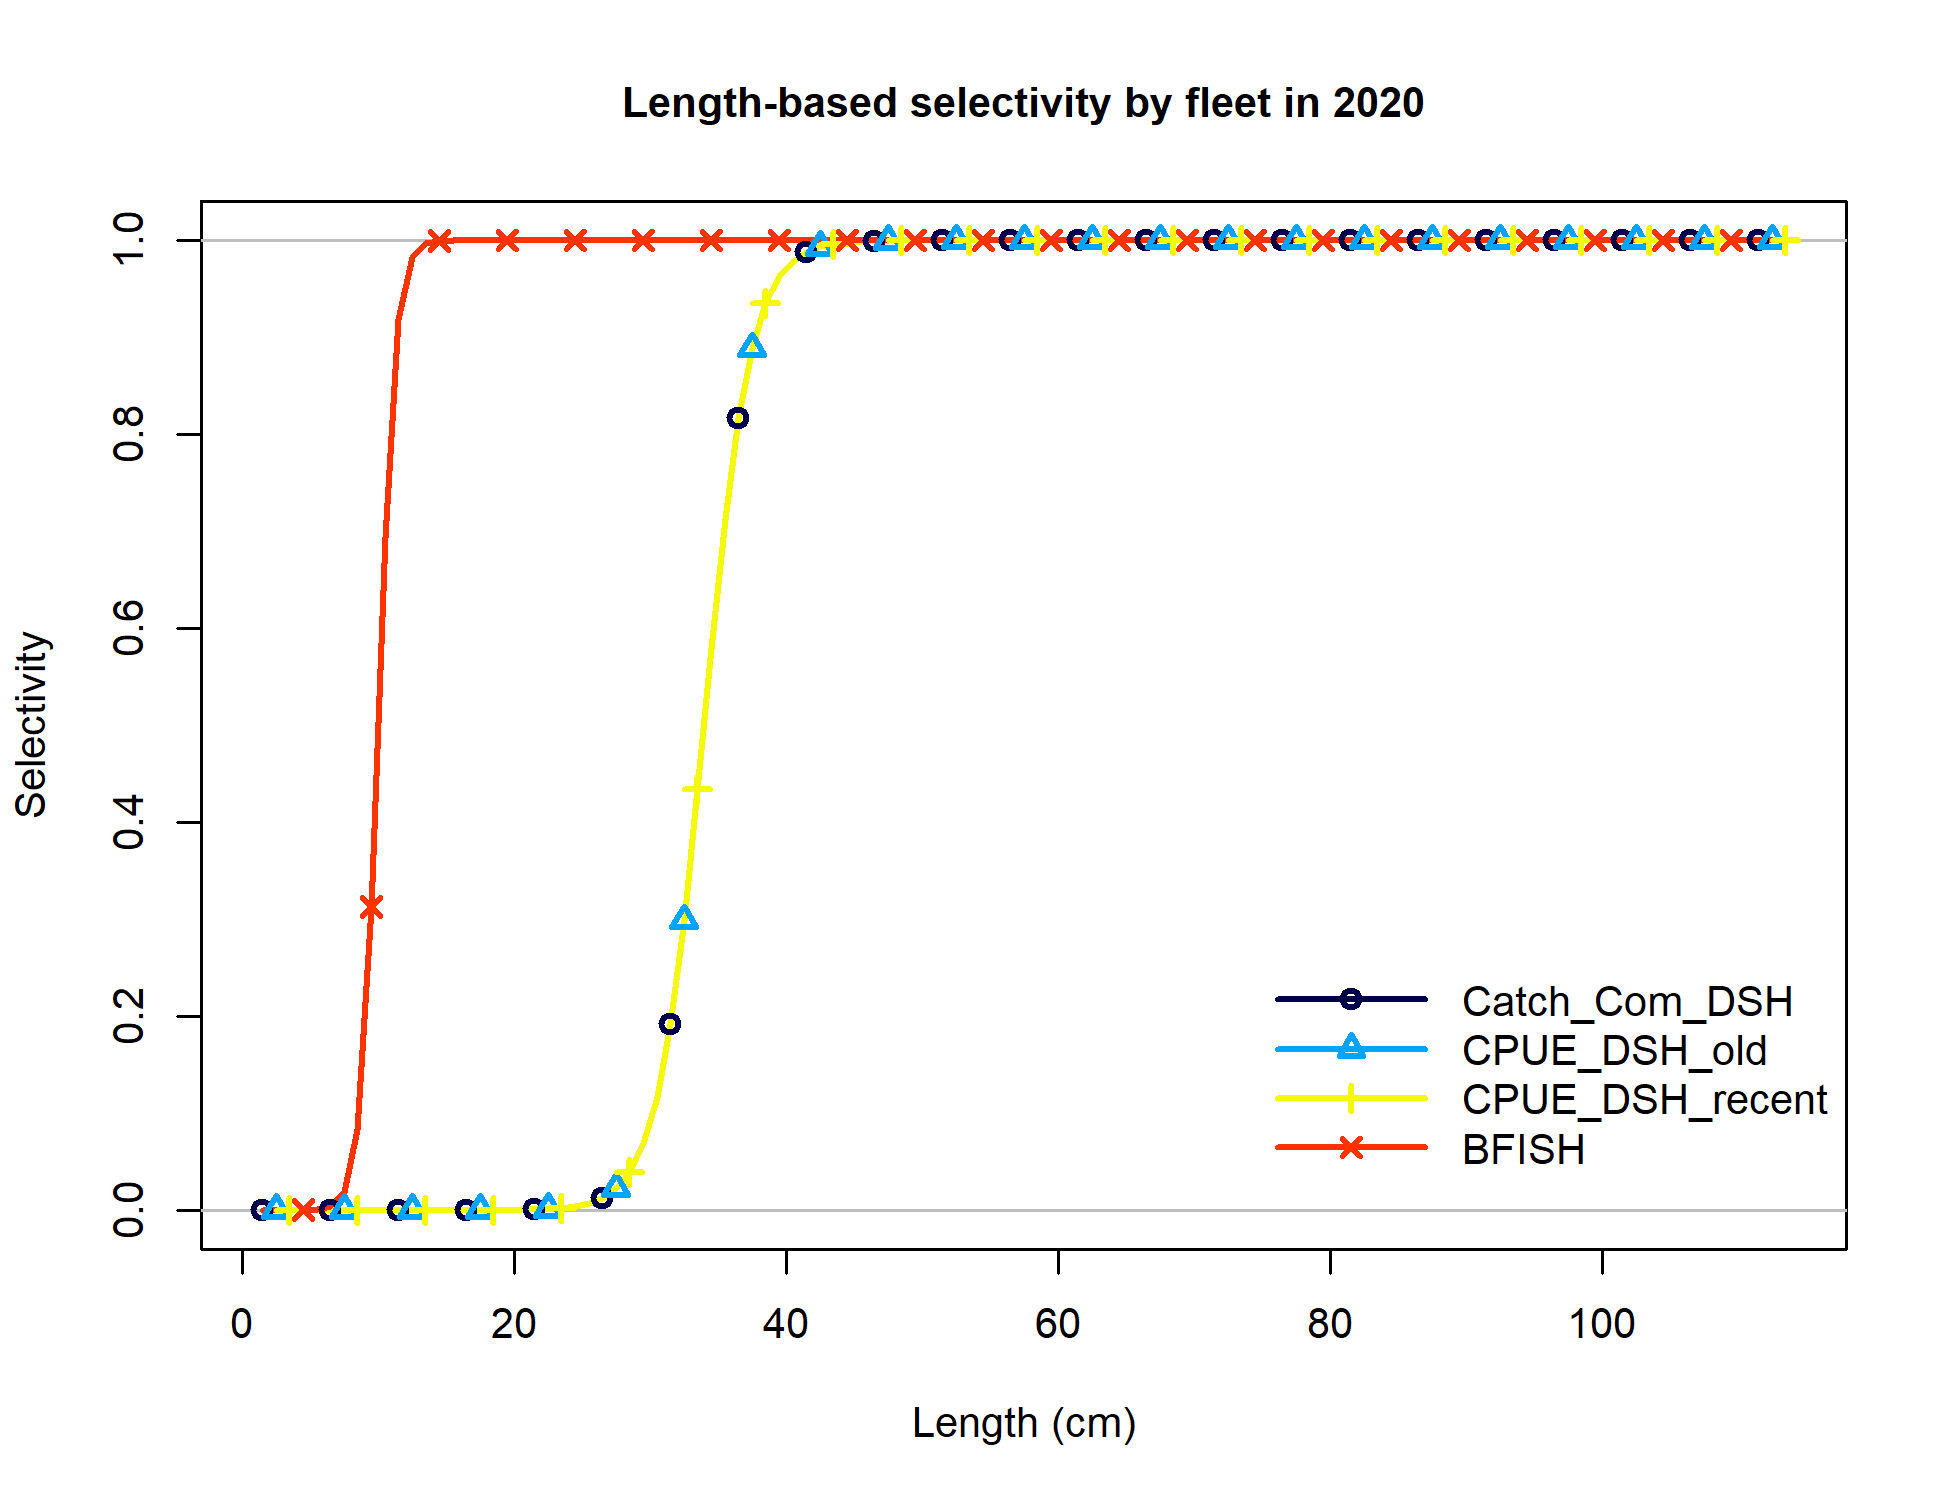 Length-based selectivity by fleet in 2020
1.0
0.8
0.6
0.4
0.2
0.0
Selectivity
0 20 40 60 80 100
Length (cm)
Catch_Com_DSH
CPUE_DSH_old
CPUE_DSH_recent
BFISH